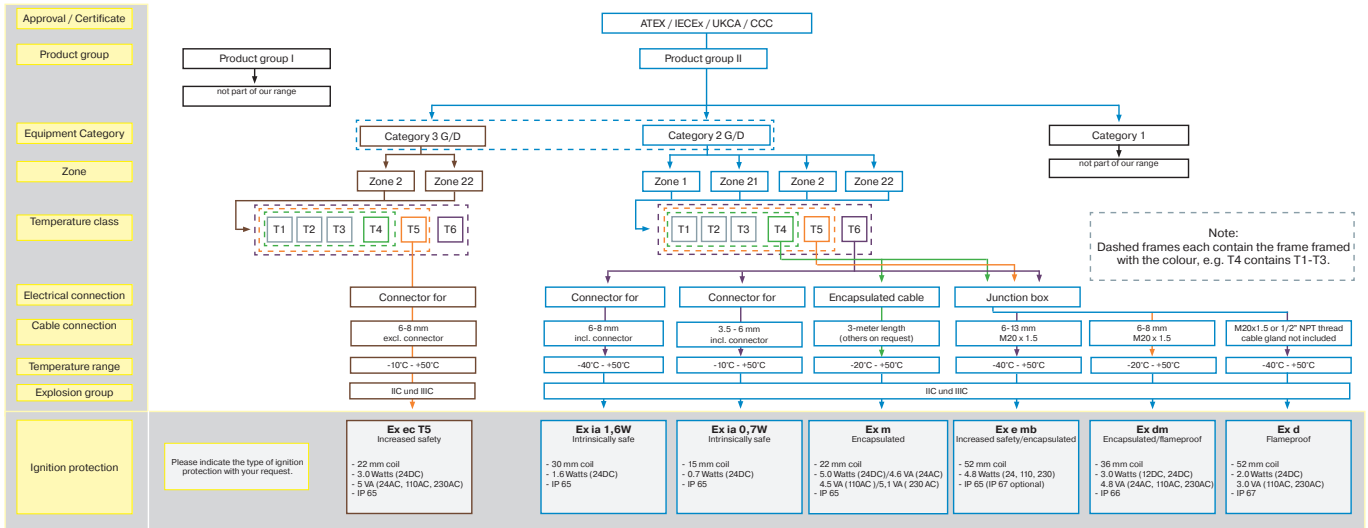 Approval / Certificate
ATEX / IECEx / UKCA / CCC
Product group
Product group I
Product group II
not part of our range
Equipment Category
Category 3 G/D
Category 2 G/D
Category 1
not part of our range
Zone
Zone 2
Zone 22
Zone 1
Zone 21
Zone 2
Zone 22
Temperature class
T1
T2
T3
T4
T5
T6
T1
T2
T3
T4
T5
T6
Note:
Dashed frames each contain the frame framed
with the colour, e.g. T4 contains T1-T3.
Electrical connection
Connector for
Connector for
Connector for
Encapsulated cable
Junction box
Cable connection
6-8 mm
excl. connector
6-8 mm
incl. connector
3.5 - 6 mm
incl. connector
3-meter length
(others on request)
6-13 mm
M20 x 1.5
6-8 mm
M20 x 1.5
M20x1.5 or 1/2" NPT thread
cable gland not included
Temperature range
-10°C - +50°C
-40°C - +50°C
-10°C - +50°C
-20°C - +50°C
-40°C - +50°C
-20°C - +50°C
-40°C - +50°C
Explosion group
IIC und IIIC
IIC und IIIC
Ignition protection
Please indicate the type of ignition
protection with your request.
Ex ec T5
Increased safety
- 22 mm coil
- 3.0 Watts (24DC)
- 5 VA (24AC, 110AC, 230AC)
- IP 65
Ex ia 1,6W
Intrinsically safe
- 30 mm coil
- 1.6 Watts (24DC)
- IP 65
Ex ia 0,7W
Intrinsically safe
- 15 mm coil
- 0.7 Watts (24DC)
- IP 65
Ex m
Encapsulated
- 22 mm coil
- 5.0 Watts (24DC)/4.6 VA (24AC)
4.5 VA (110AC )/5,1 VA ( 230 AC)
- IP 65
Ex e mb
Increased safety/encapsulated
- 52 mm coil
- 4.8 Watts (24, 110, 230)
- IP 65 (IP 67 optional)
Ex dm
Encapsulated/flameproof
- 36 mm coil
- 3.0 Watts (12DC, 24DC)
4.8 VA (24AC, 110AC, 230AC)
- IP 66
Ex d
Flameproof
- 52 mm coil
- 2.0 Watts (24DC)
3.0 VA (110AC, 230AC)
- IP 67